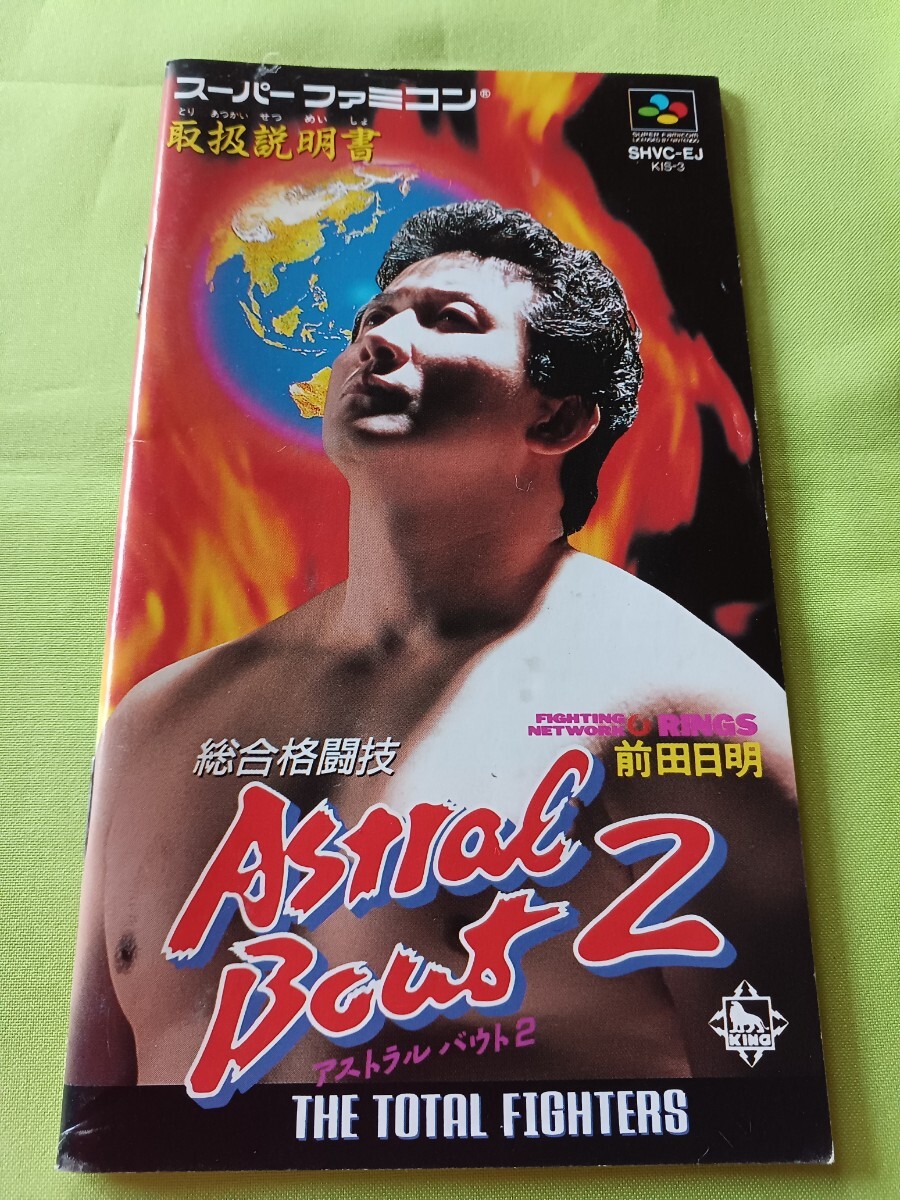 スーパーファミコン®
とり あつかい せつ めい しょ
取扱説明書
SUPER FAMICOM
LICENSED BY NINTENDO
SHVC-EJ
KIS-3
FIGHTING
NETWORK RINGS
前田日明
総合格闘技
Astral
Bout 2
アストラル バウト2
KING
THE TOTAL FIGHTERS